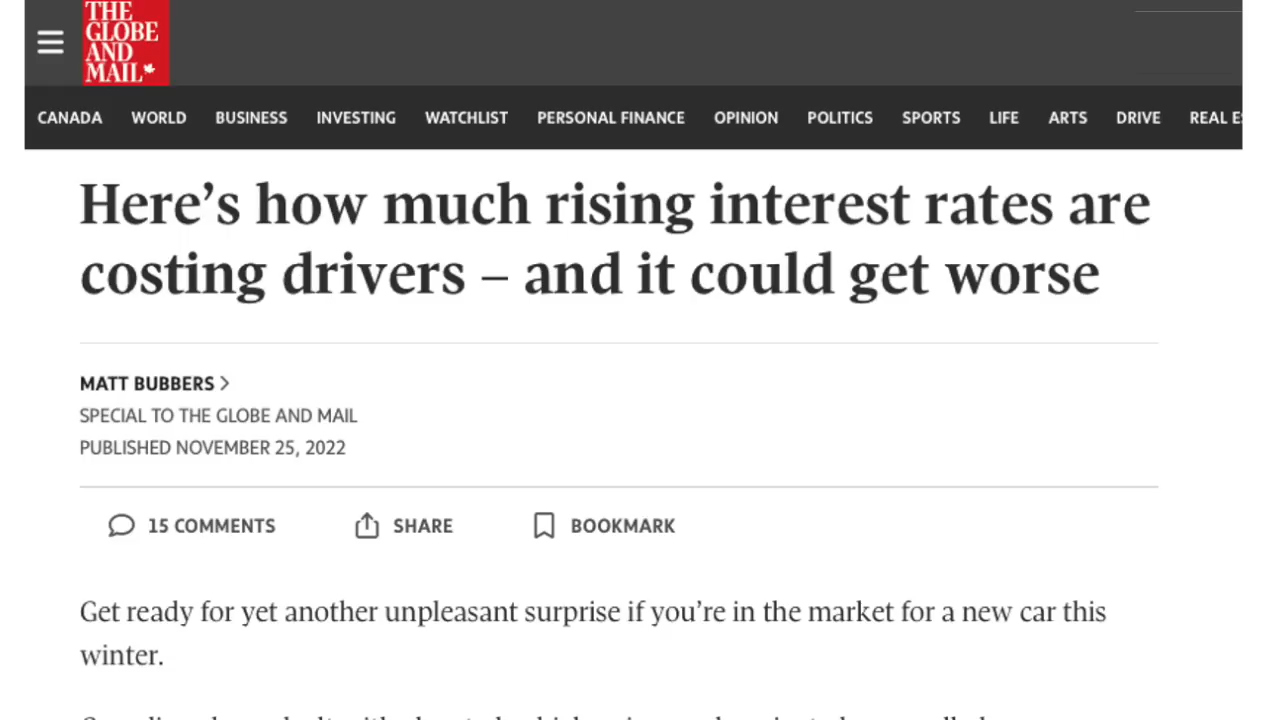 THE
GLOBE
AND
MAIL
CANADA WORLD BUSINESS INVESTING WATCHLIST PERSONAL FINANCE OPINION POLITICS SPORTS LIFE ARTS DRIVE REAL
Here’s how much rising interest rates are
costing drivers – and it could get worse
MATT BUBBERS >
SPECIAL TO THE GLOBE AND MAIL
PUBLISHED NOVEMBER 25, 2022
15 COMMENTS SHARE BOOKMARK
Get ready for yet another unpleasant surprise if you’re in the market for a new car this
winter.